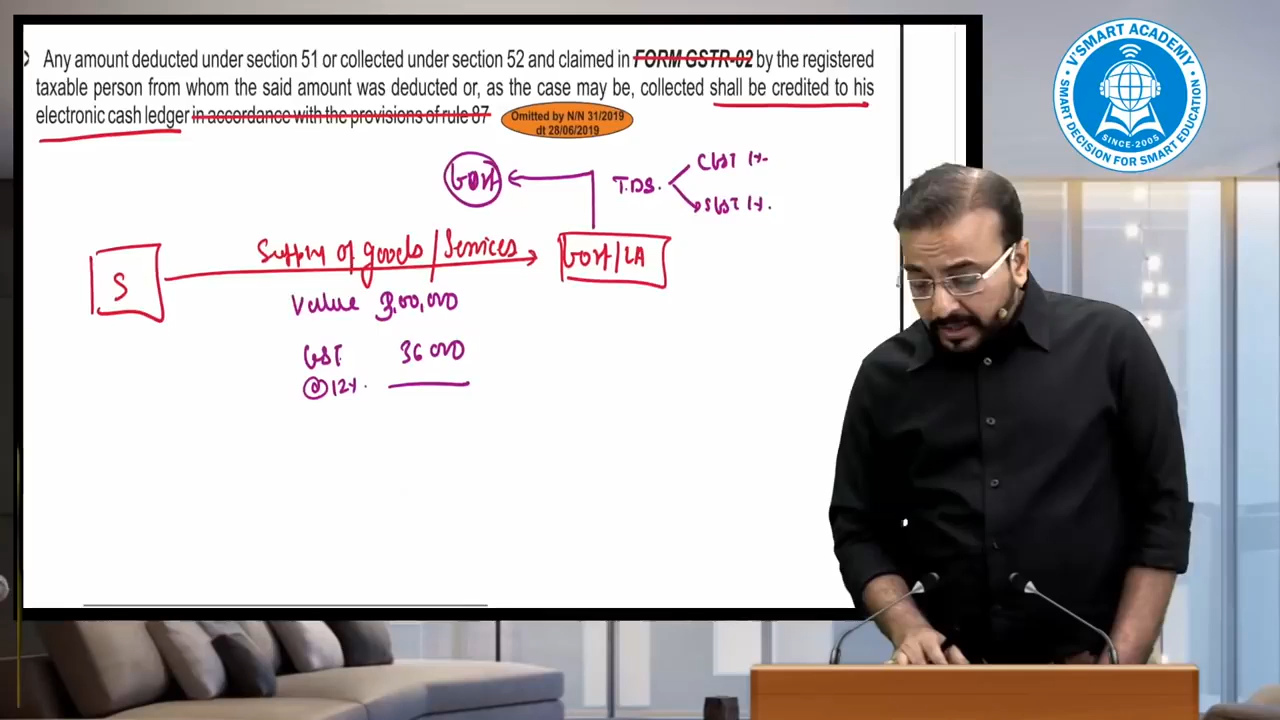 Any amount deducted under section 51 or collected under section 52 and claimed in FORM GSTR-02 by the registered
taxable person from whom the said amount was deducted or, as the case may be, collected shall be credited to his
electronic cash ledger in accordance with the provisions of rule 87
Omitted by N/N 31/2019
dt 28/06/2019
Govt
T.D.S.
CGST 1%
SGST 1%.
Supply of goods/Services
S
Govt/LA
Value 3,00,000
GST 36000
@12%.
V'SMART ACADEMY
SINCE-2005
SMART DECISION FOR SMART EDUCATION